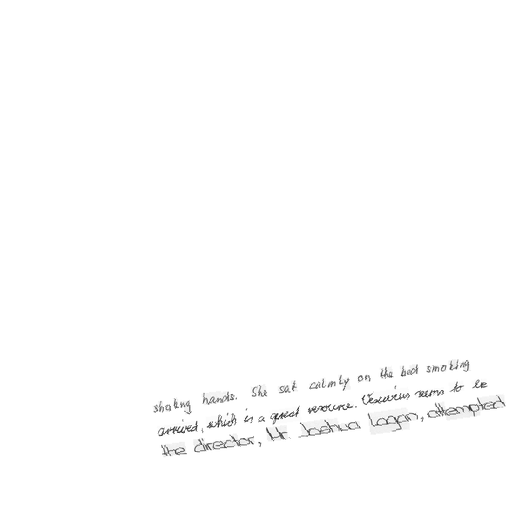 shaking hands. She sat calmly on the bed smoking
arrived, which is a great resource. Vesuvius seems to be
the director, Mr. Joshua Logan, attempted